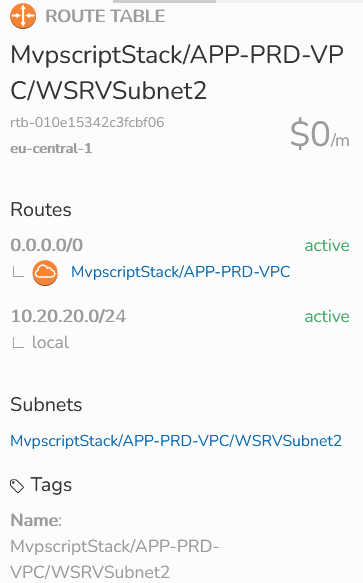 ROUTE TABLE
MvpscriptStack/APP-PRD-VP
C/WSRVSubnet2
rtb-010e15342c3fcbf06
$0/m
eu-central-1
Routes
0.0.0.0/0 active
MvpscriptStack/APP-PRD-VPC
10.20.20.0/24 active
local
Subnets
MvpscriptStack/APP-PRD-VPC/WSRVSubnet2
Tags
Name:
MvpscriptStack/APP-PRD-
VPC/WSRVSubnet2